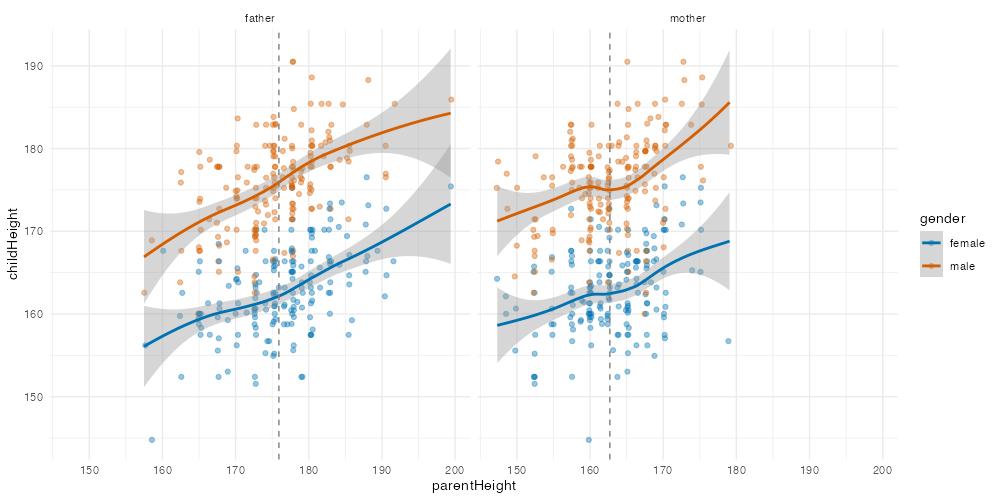 father mother
190
180
170
160
150
childHeight
150 160 170 180 190 200 150 160 170 180 190 200
parentHeight
gender
female
male